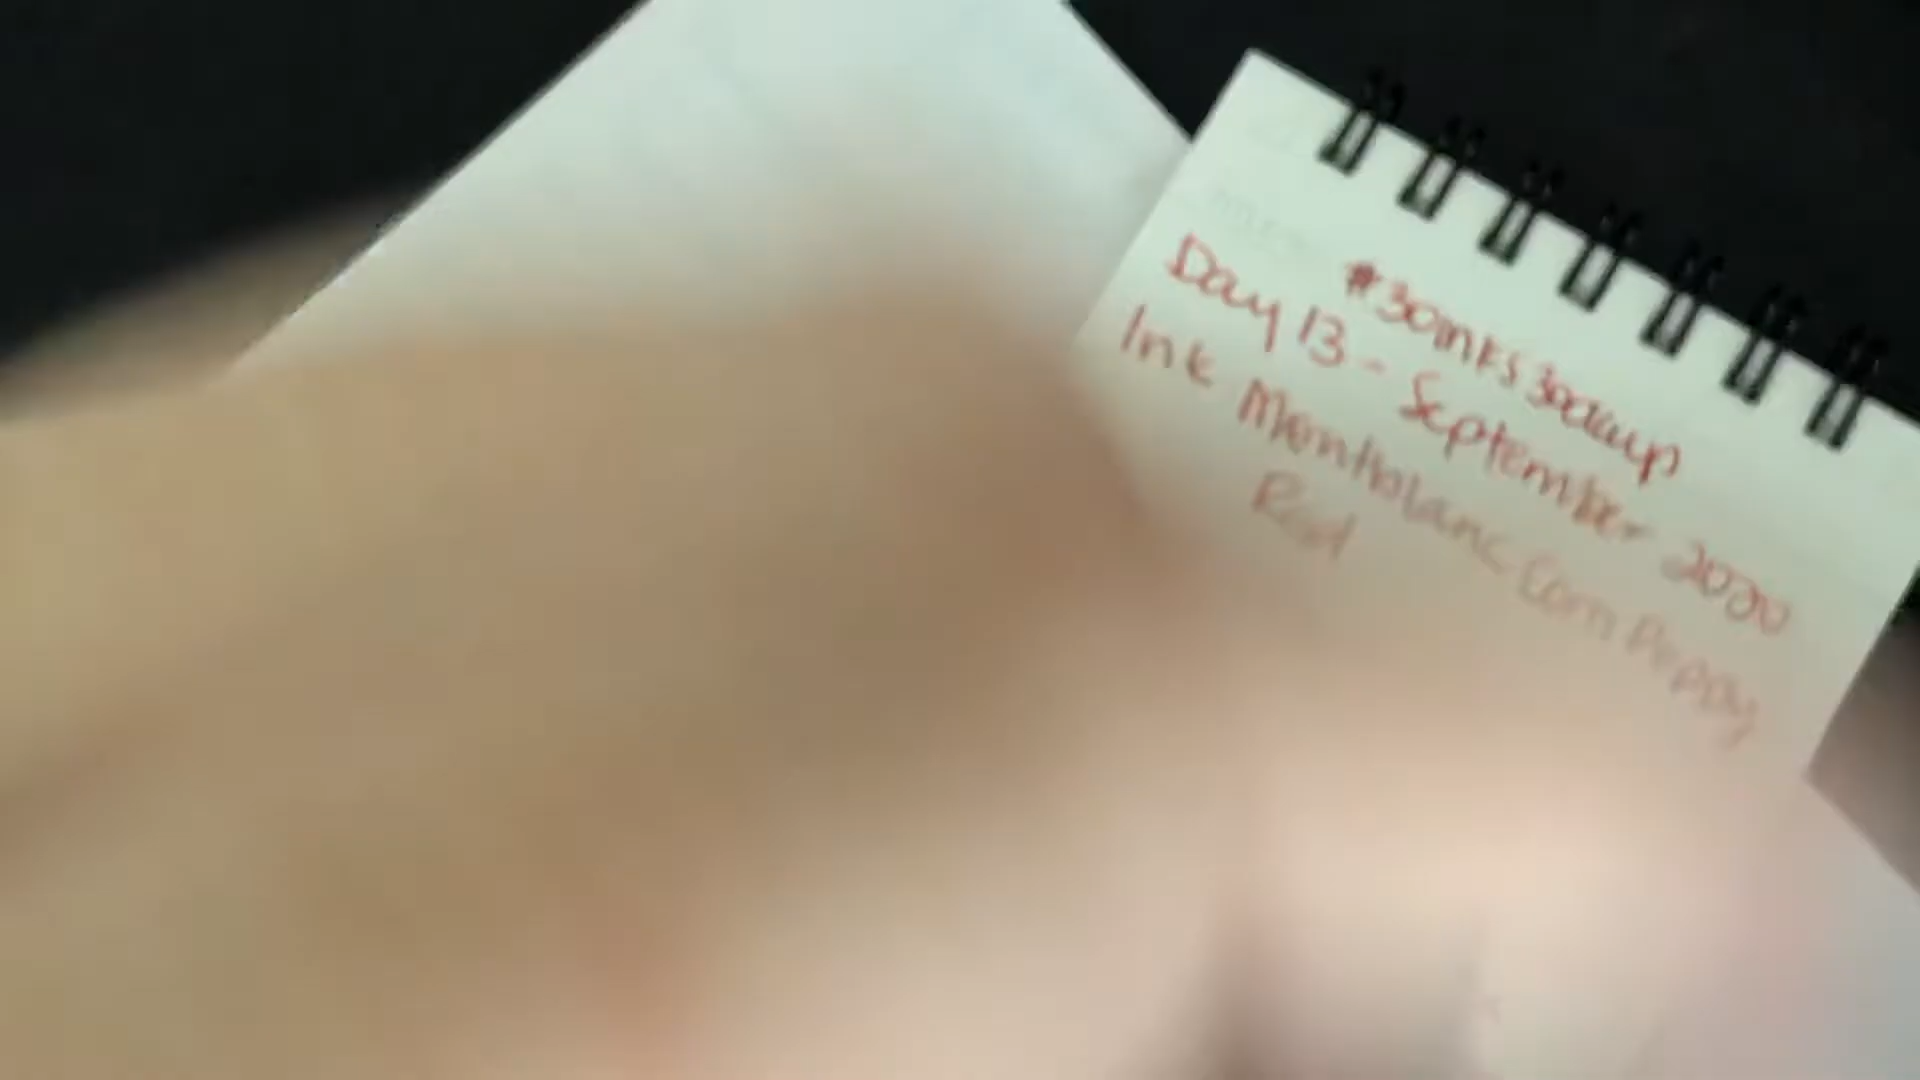 #30inks30days
Day 13 - September 2020
Ink Montblanc Corn Poppy
Red